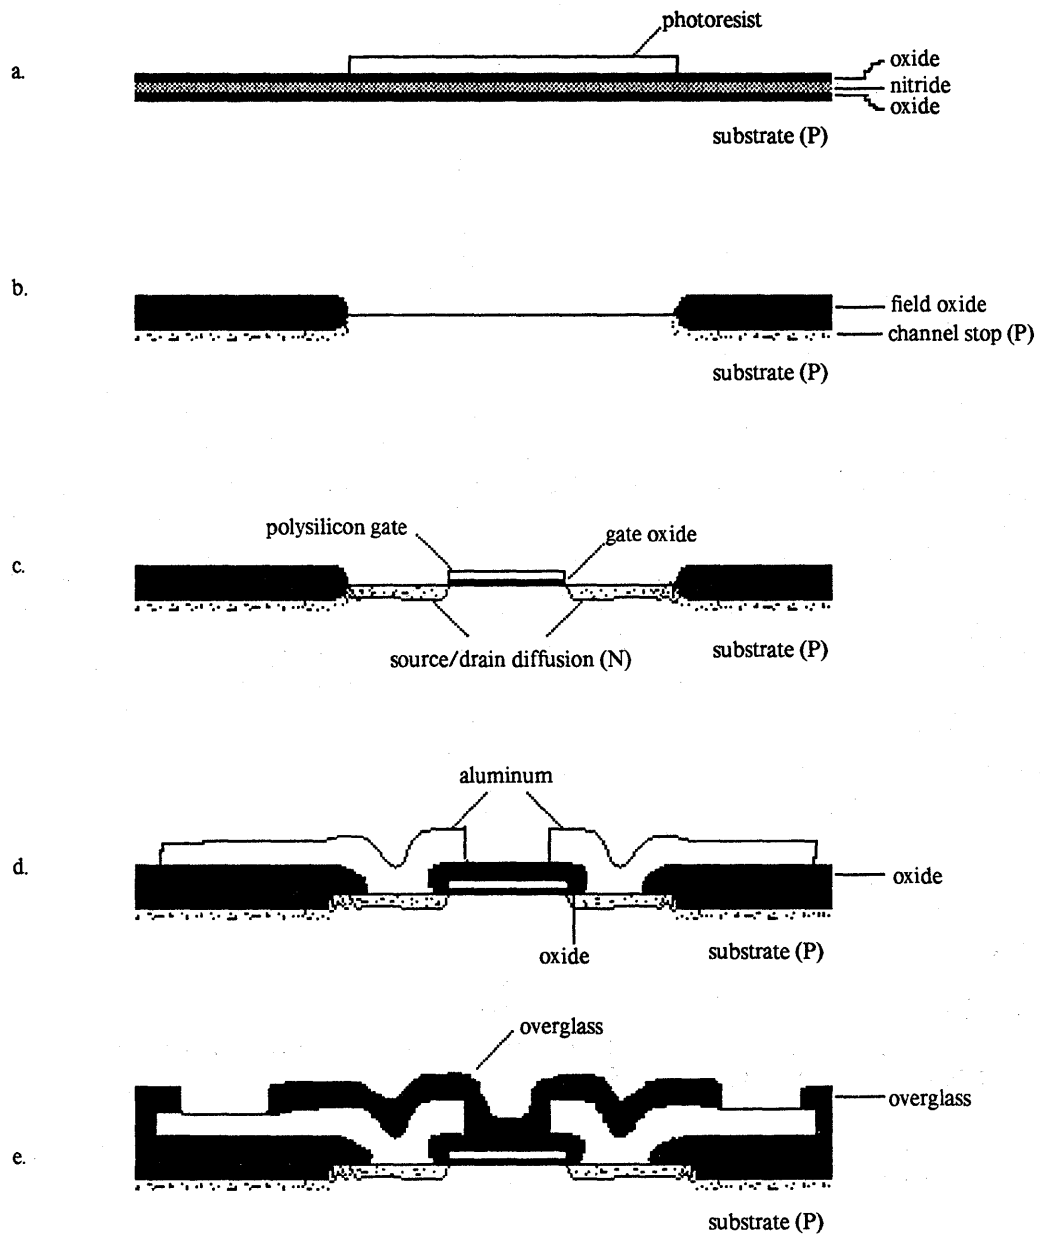 photoresist
a.
oxide
nitride
oxide
substrate (P)
b.
field oxide
channel stop (P)
substrate (P)
polysilicon gate
gate oxide
c.
substrate (P)
source/drain diffusion (N)
aluminum
d.
oxide
oxide
substrate (P)
overglass
overglass
e.
substrate (P)